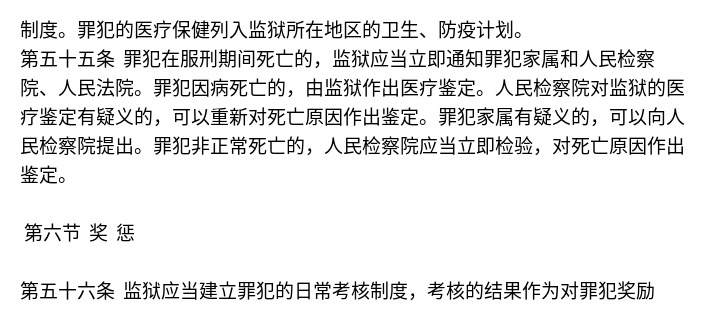 制度。罪犯的医疗保健列入监狱所在地区的卫生、防疫计划。
第五十五条 罪犯在服刑期间死亡的，监狱应当立即通知罪犯家属和人民检察
院、人民法院。罪犯因病死亡的，由监狱作出医疗鉴定。人民检察院对监狱的医
疗鉴定有疑义的，可以重新对死亡原因作出鉴定。罪犯家属有疑义的，可以向人
民检察院提出。罪犯非正常死亡的，人民检察院应当立即检验，对死亡原因作出
鉴定。
第六节 奖 惩
第五十六条 监狱应当建立罪犯的日常考核制度，考核的结果作为对罪犯奖励